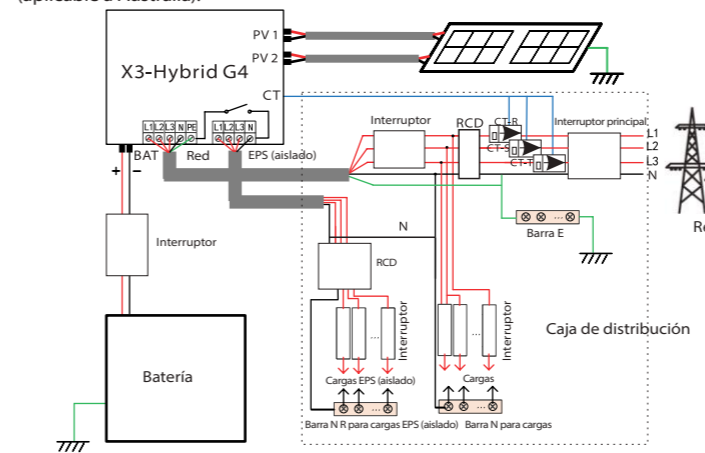 (aplicable a Australia).
PV 1
PV 2
X3-Hybrid G4
CT
L1 L2 L3 N PE
L1 L2 L3 N
BAT
Red
EPS (aislado)
+ −
Interruptor
RCD
CT-R
CT-S
CT-T
Interruptor principal
L1
L2
L3
N
Re
Barra E
Interruptor
N
RCD
...
Interruptor
...
Interruptor
Caja de distribución
Batería
Cargas EPS (aislado)
Cargas
...
...
Barra N R para cargas EPS (aislado)
Barra N para cargas